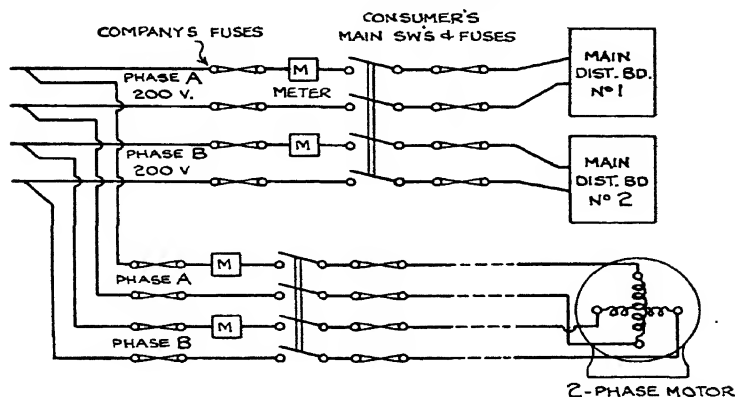 COMPANYS FUSES
CONSUMER'S
MAIN SW'S & FUSES
PHASE A
200 V.
M
METER
PHASE B
200 V
M
MAIN
DIST. BD.
Nº 1
MAIN
DIST. BD
Nº 2
PHASE A
M
PHASE B
M
2-PHASE MOTOR